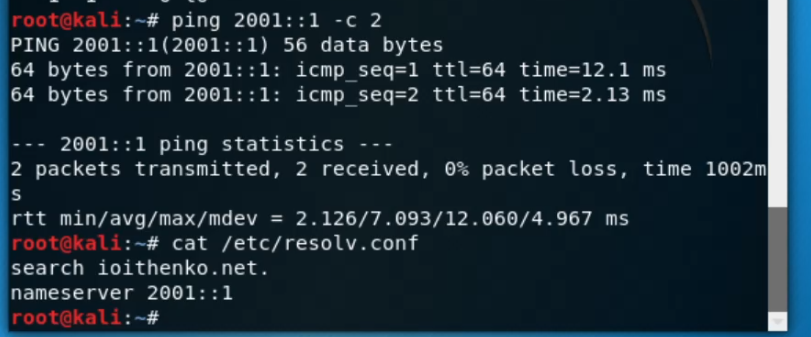 root@kali:~# ping 2001::1 -c 2
PING 2001::1(2001::1) 56 data bytes
64 bytes from 2001::1: icmp_seq=1 ttl=64 time=12.1 ms
64 bytes from 2001::1: icmp_seq=2 ttl=64 time=2.13 ms
--- 2001::1 ping statistics ---
2 packets transmitted, 2 received, 0% packet loss, time 1002m
s
rtt min/avg/max/mdev = 2.126/7.093/12.060/4.967 ms
root@kali:~# cat /etc/resolv.conf
search ioithenko.net.
nameserver 2001::1
root@kali:~#